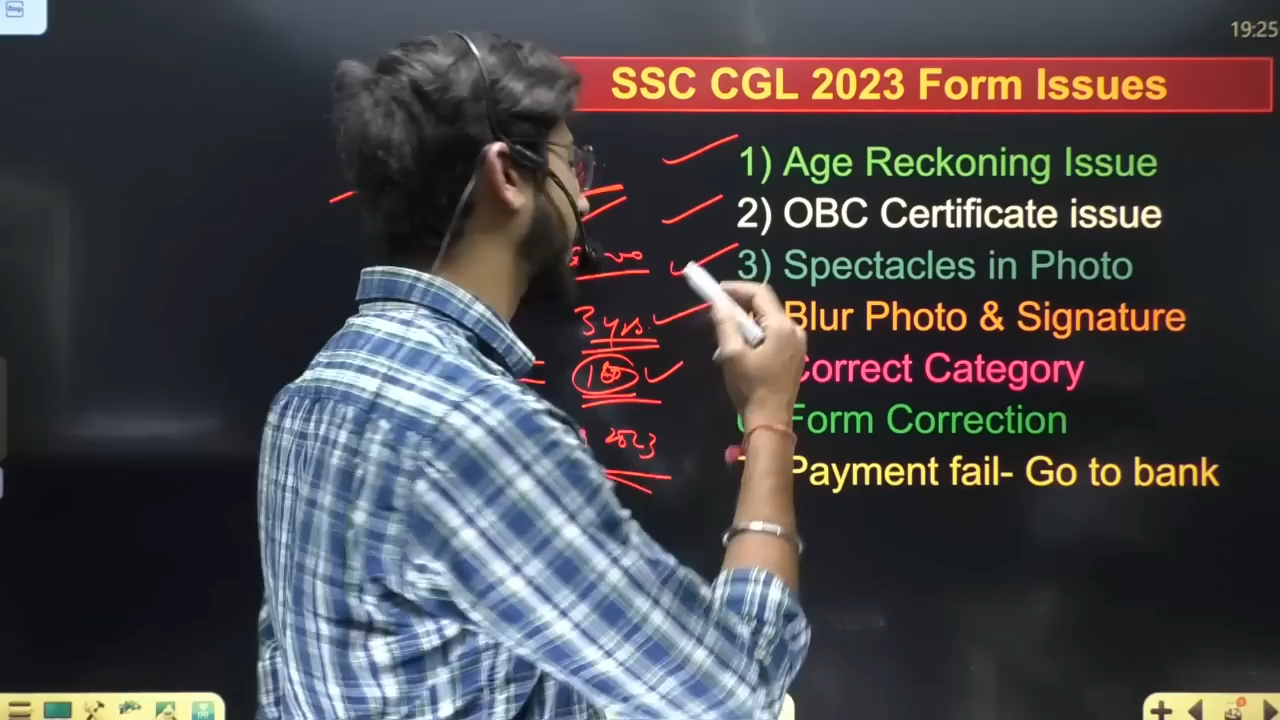 19:25
SSC CGL 2023 Form Issues
1) Age Reckoning Issue
2) OBC Certificate issue
3) Spectacles in Photo
Blur Photo & Signature
3 yrs.
Correct Category
Form Correction
2023
Payment fail- Go to bank